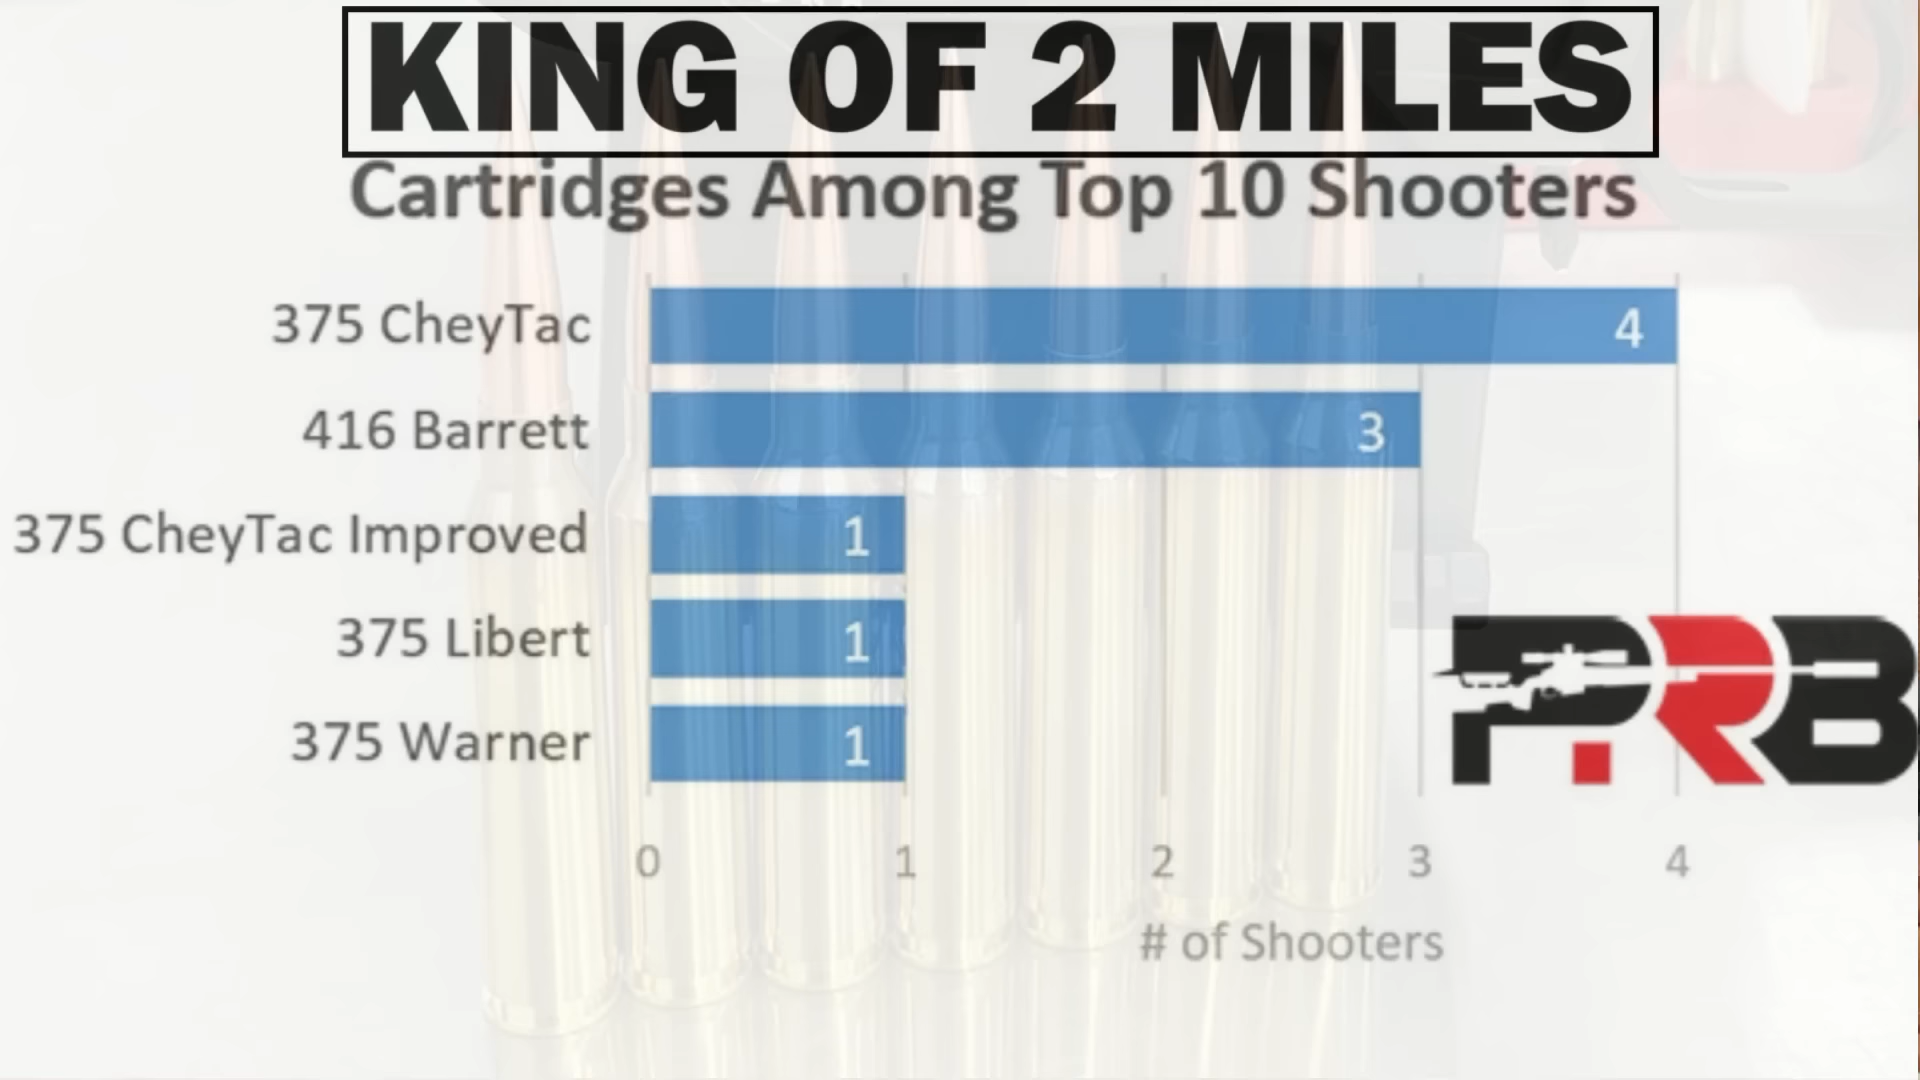 KING OF 2 MILES
Cartridges Among Top 10 Shooters
375 CheyTac 4
416 Barrett 3
375 CheyTac Improved 1
375 Libert 1
375 Warner 1
0 1 2 3 4
# of Shooters
PRB